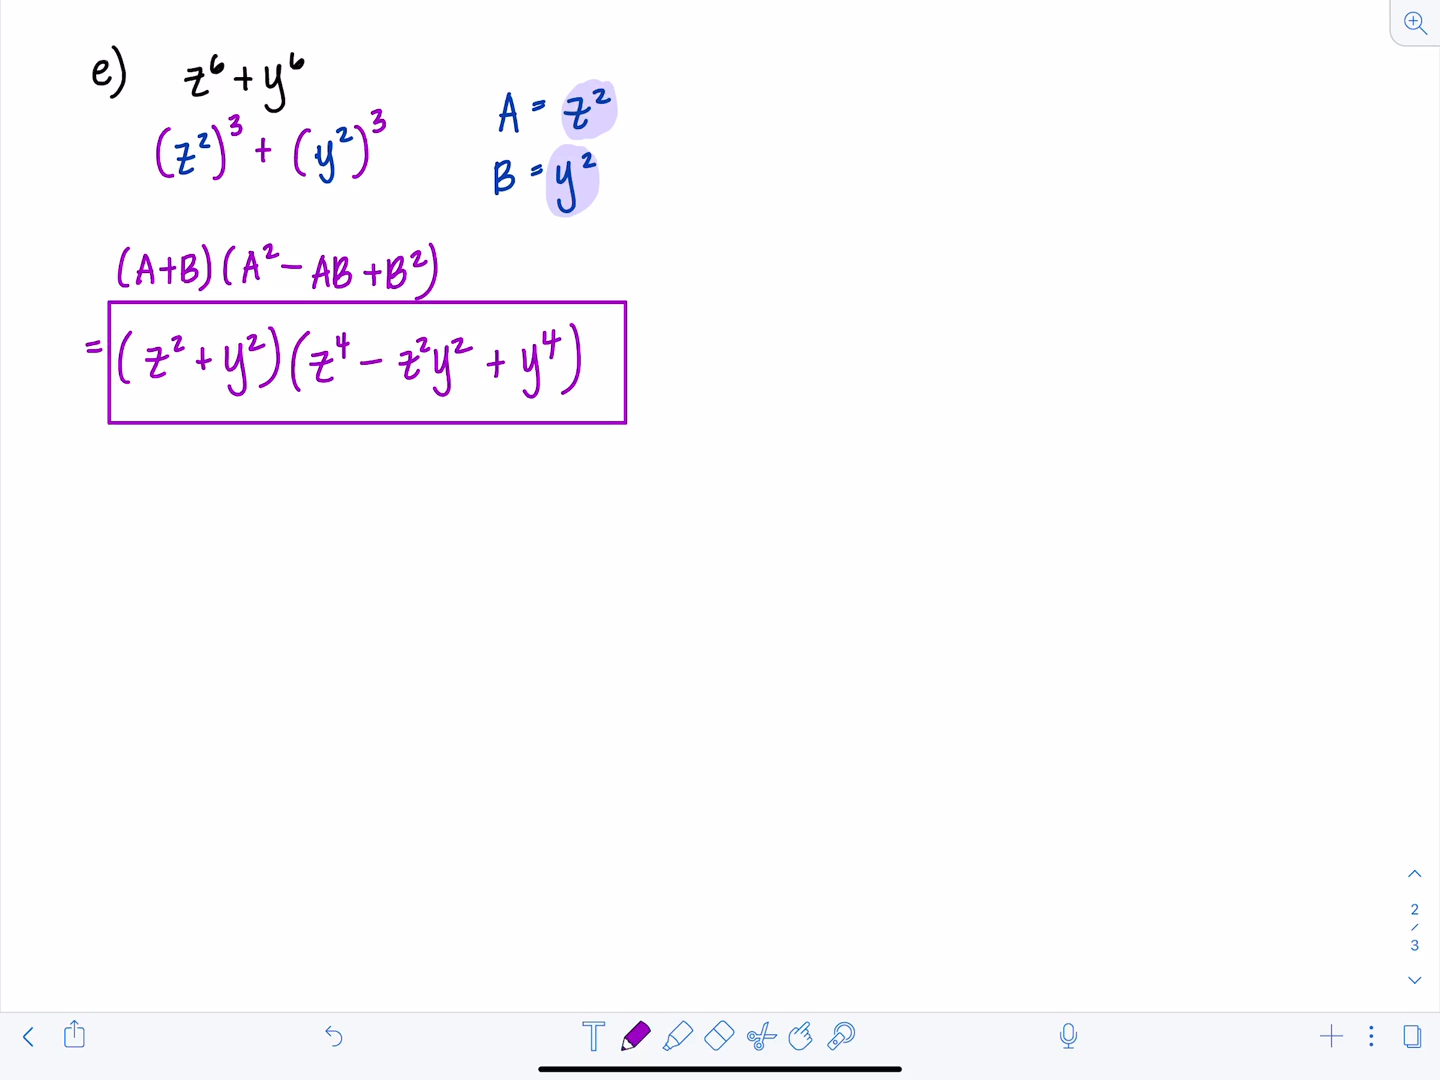 e) z⁶ + y⁶
(z²)³ + (y²)³
A = z²
B = y²
(A+B)(A² - AB + B²)
= (z² + y²)(z⁴ - z²y² + y⁴)
2
/
3
T